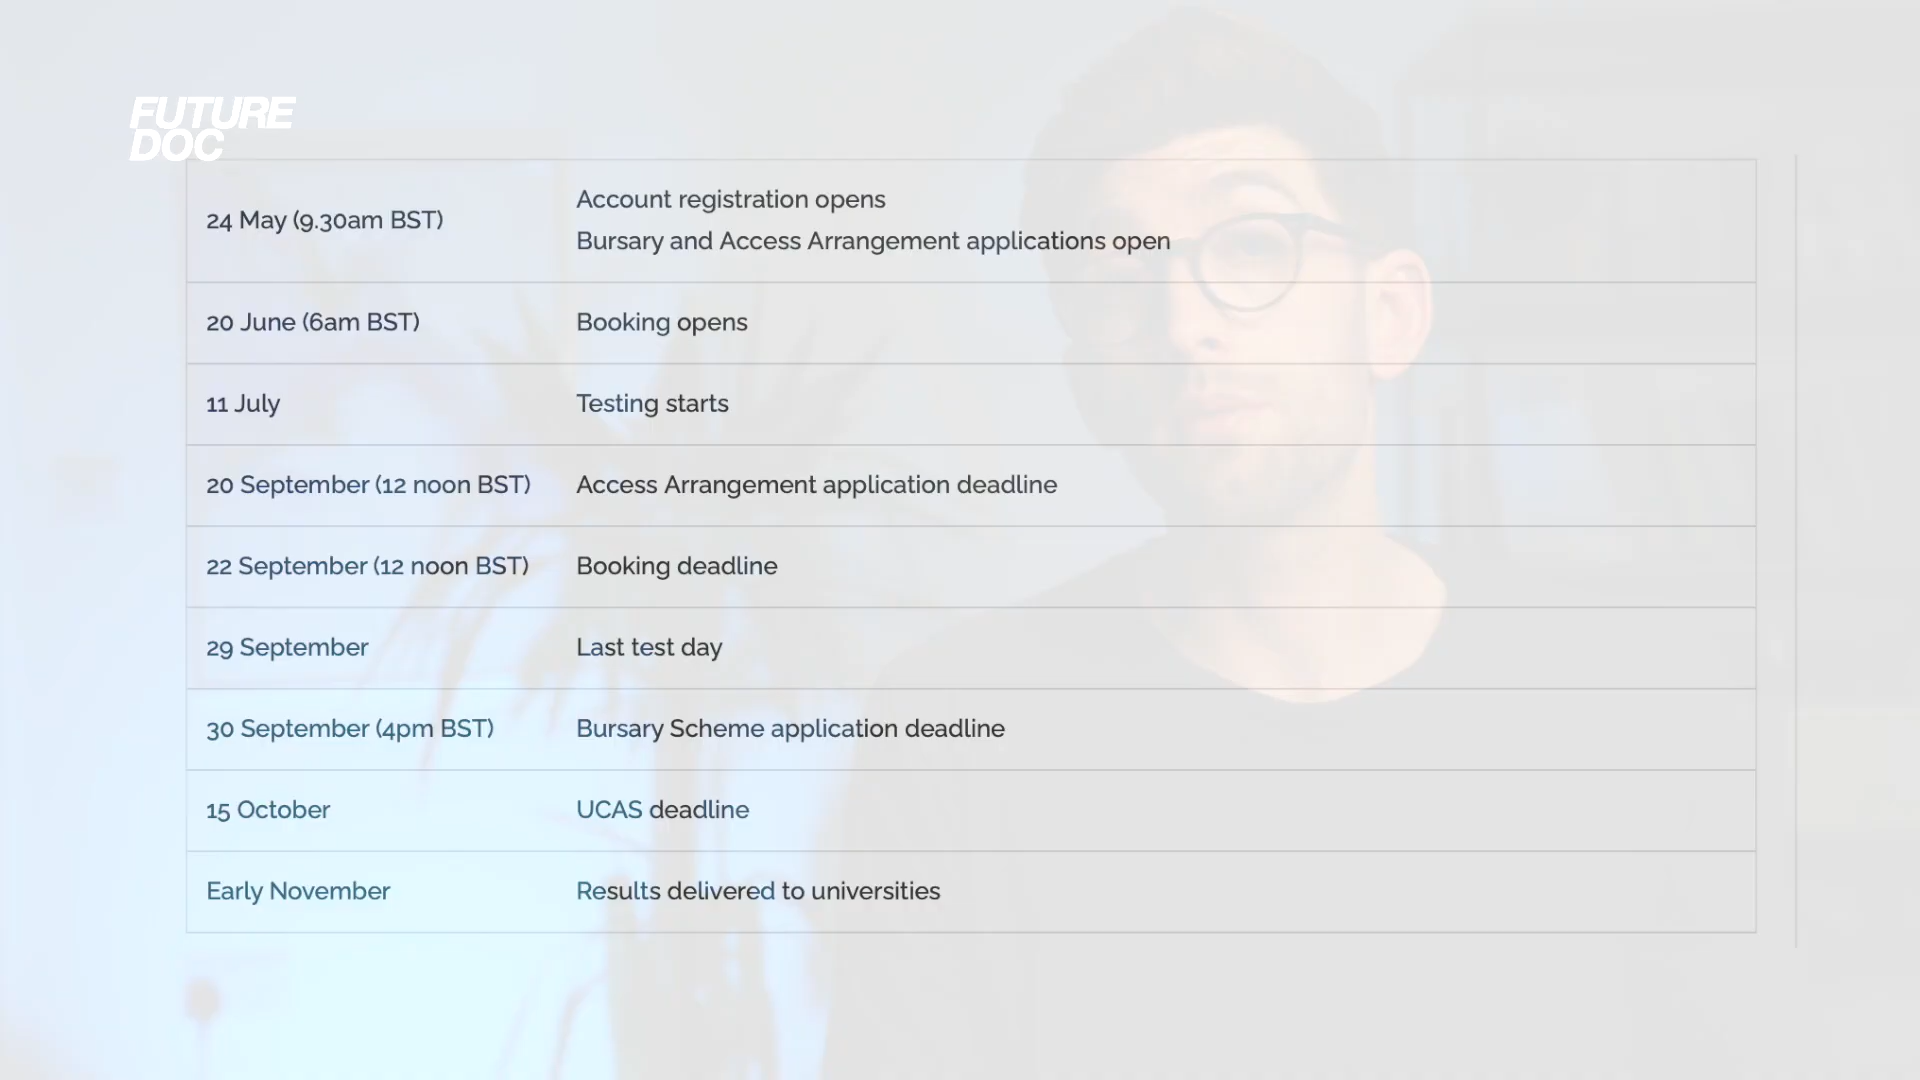 FUTURE
DOC
24 May (9.30am BST)
Account registration opens
Bursary and Access Arrangement applications open
20 June (6am BST)
Booking opens
11 July
Testing starts
20 September (12 noon BST)
Access Arrangement application deadline
22 September (12 noon BST)
Booking deadline
29 September
Last test day
30 September (4pm BST)
Bursary Scheme application deadline
15 October
UCAS deadline
Early November
Results delivered to universities